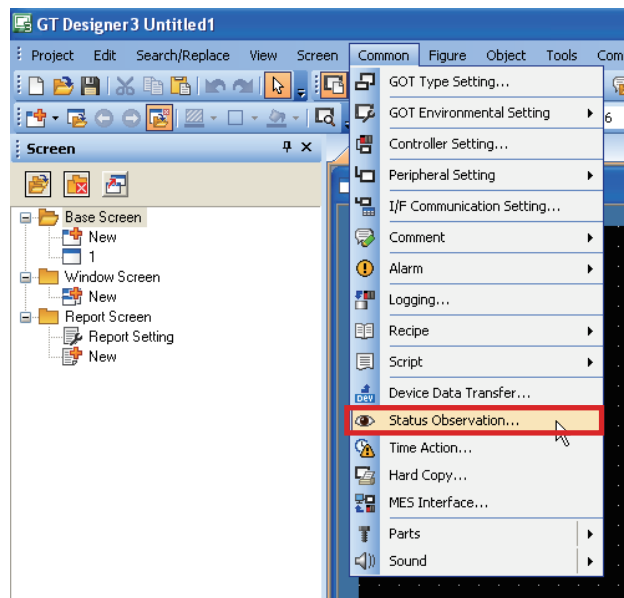 GT Designer3 Untitled1
Project Edit Search/Replace View Screen Common Figure Object Tools Com
6
Screen
Base Screen
New
1
Window Screen
New
Report Screen
Report Setting
New
GOT Type Setting...
GOT Environmental Setting
Controller Setting...
Peripheral Setting
I/F Communication Setting...
Comment
Alarm
Logging...
Recipe
Script
Dev Device Data Transfer...
Status Observation...
Time Action...
Hard Copy...
MES Interface...
Parts
Sound